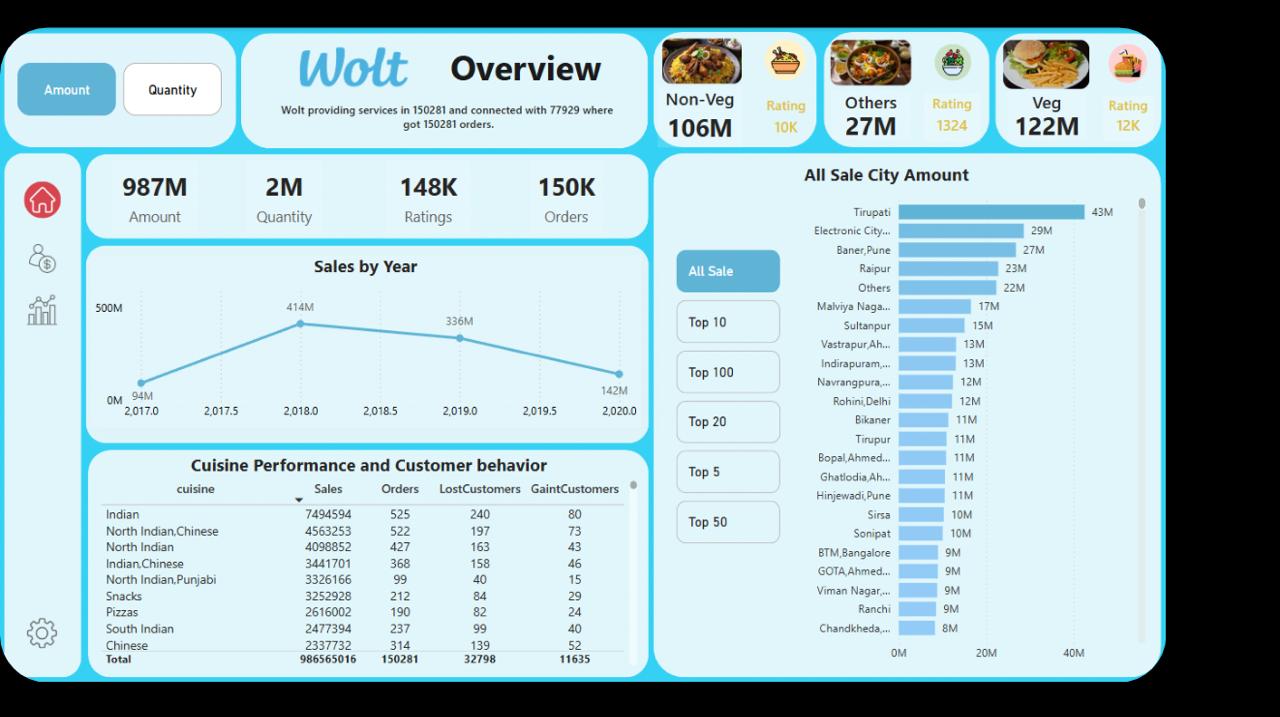 Amount
Quantity
Wolt
Overview
Wolt providing services in 150281 and connected with 77929 where
got 150281 orders.
Non-Veg
106M
Rating
10K
Others
27M
Rating
1324
Veg
122M
Rating
12K
987M
Amount
2M
Quantity
148K
Ratings
150K
Orders
Sales by Year
500M
0M
94M
414M
336M
142M
2,017.0
2,017.5
2,018.0
2,018.5
2,019.0
2,019.5
2,020.0
Cuisine Performance and Customer behavior
cuisine Sales Orders LostCustomers GaintCustomers
Indian 7494594 525 240 80
North Indian,Chinese 4563253 522 197 73
North Indian 4098852 427 163 43
Indian,Chinese 3441701 368 158 46
North Indian,Punjabi 3326166 99 40 15
Snacks 3252928 212 84 29
Pizzas 2616002 190 82 24
South Indian 2477394 237 99 40
Chinese 2337732 314 139 52
Total 986565016 150281 32798 11635
All Sale City Amount
All Sale
Top 10
Top 100
Top 20
Top 5
Top 50
Tirupati 43M
Electronic City... 29M
Baner,Pune 27M
Raipur 23M
Others 22M
Malviya Naga... 17M
Sultanpur 15M
Vastrapur,Ah... 13M
Indirapuram,... 13M
Navrangpura,... 12M
Rohini,Delhi 12M
Bikaner 11M
Tirupur 11M
Bopal,Ahmed... 11M
Ghatlodia,Ah... 11M
Hinjewadi,Pune 11M
Sirsa 10M
Sonipat 10M
BTM,Bangalore 9M
GOTA,Ahmed... 9M
Viman Nagar,... 9M
Ranchi 9M
Chandkheda,... 8M
0M 20M 40M